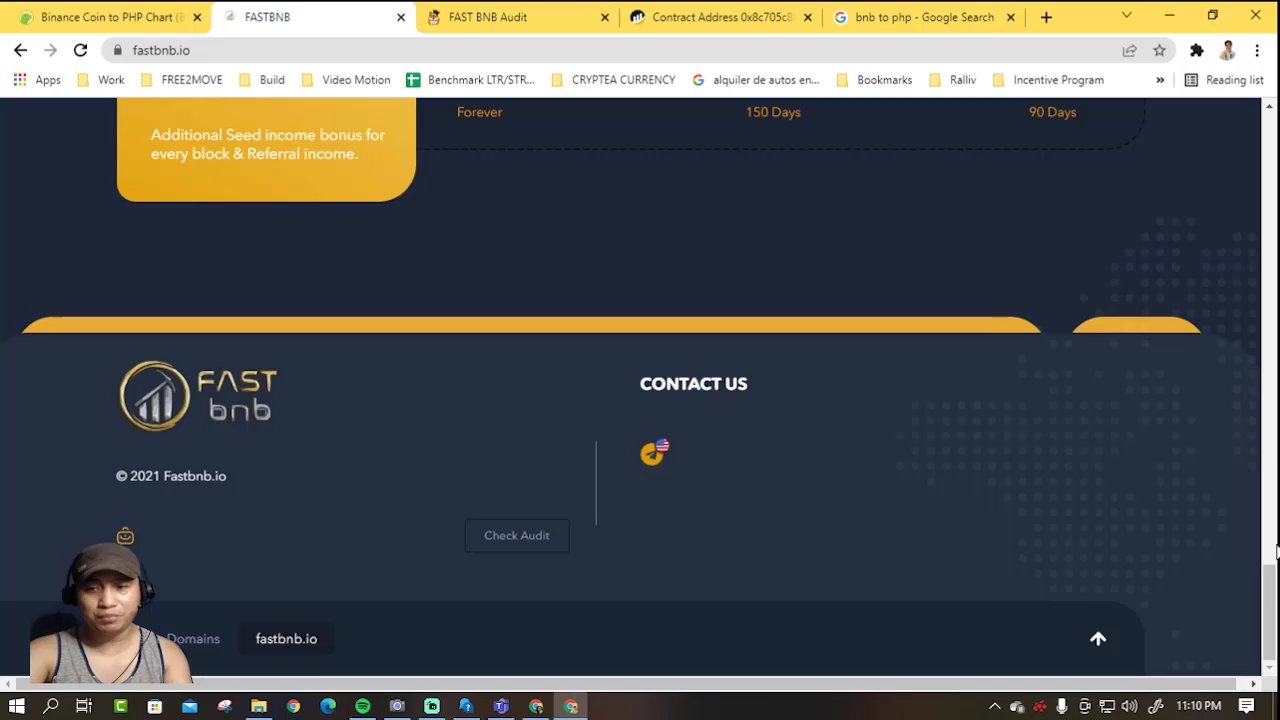 Binance Coin to PHP Chart (B
FASTBNB
FAST BNB Audit
Contract Address 0x8c705c8
bnb to php - Google Search
fastbnb.io
Apps
Work
FREE2MOVE
Build
Video Motion
Benchmark LTR/STR...
CRYPTEA CURRENCY
alquiler de autos en...
Bookmarks
Ralliv
Incentive Program
»
Reading list
Forever
150 Days
90 Days
Additional Seed income bonus for
every block & Referral income.
FAST
bnb
CONTACT US
© 2021 Fastbnb.io
Check Audit
Domains
fastbnb.io
11:10 PM